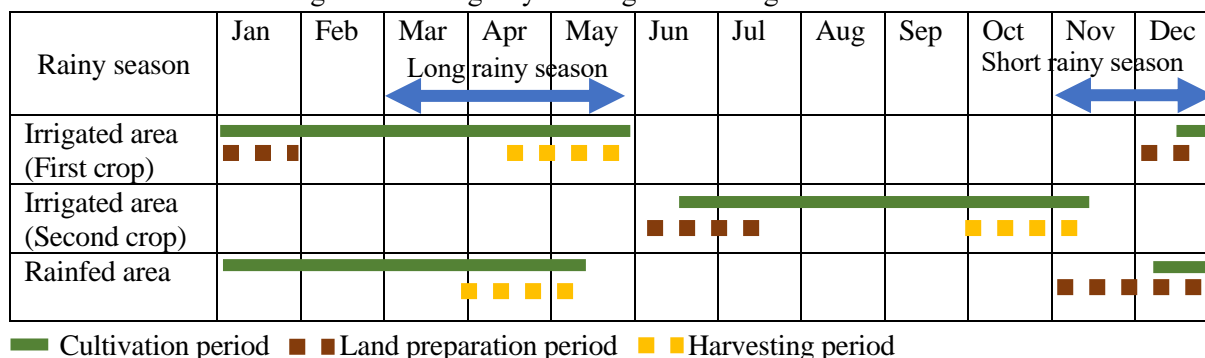 Jan Feb Mar Apr May Jun Jul Aug Sep Oct Nov Dec
Rainy season
Long rainy season
Short rainy season
Irrigated area
(First crop)
Irrigated area
(Second crop)
Rainfed area
Cultivation period Land preparation period Harvesting period